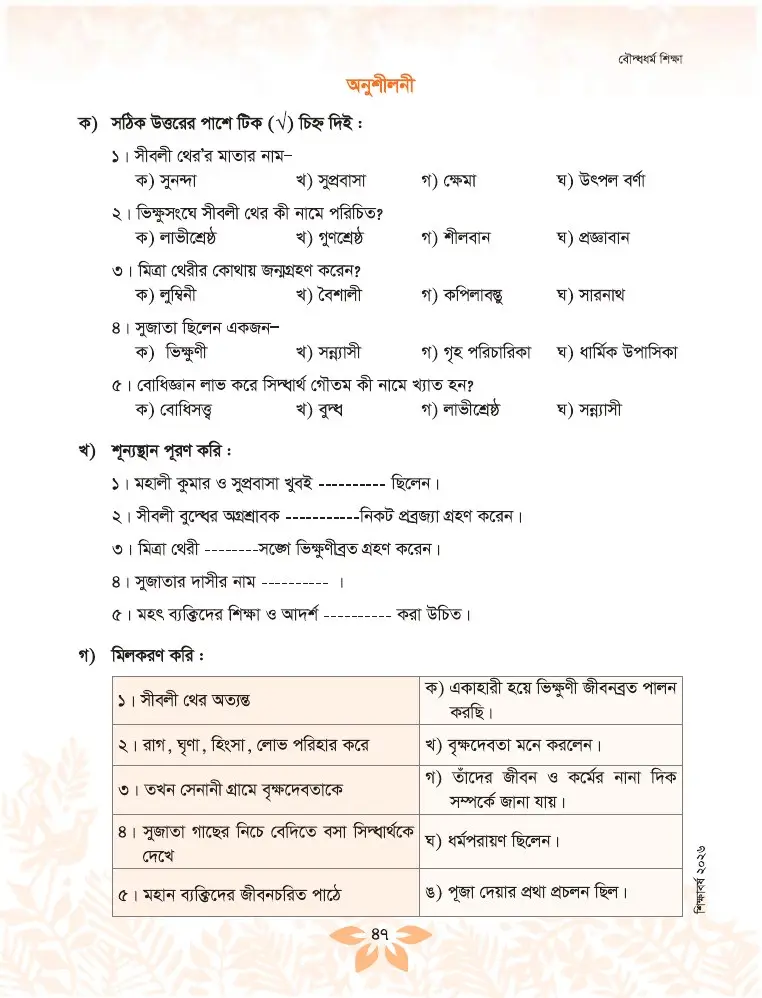 বৌদ্ধধর্ম শিক্ষা
অনুশীলনী
ক) সঠিক উত্তরের পাশে টিক (√) চিহ্ন দিই :
১। সীবলী থের'র মাতার নাম–
ক) সুনন্দা খ) সুপ্রবাসা গ) ক্ষেমা ঘ) উৎপল বর্ণা
২। ভিক্ষুসংঘে সীবলী থের কী নামে পরিচিত?
ক) লাভীশ্রেষ্ঠ খ) গুণশ্রেষ্ঠ গ) শীলবান ঘ) প্রজ্ঞাবান
৩। মিত্রা থেরীর কোথায় জন্মগ্রহণ করেন?
ক) লুম্বিনী খ) বৈশালী গ) কপিলাবস্তু ঘ) সারনাথ
৪। সুজাতা ছিলেন একজন–
ক) ভিক্ষুণী খ) সন্ন্যাসী গ) গৃহ পরিচারিকা ঘ) ধার্মিক উপাসিকা
৫। বোধিজ্ঞান লাভ করে সিদ্ধার্থ গৌতম কী নামে খ্যাত হন?
ক) বোধিসত্ত্ব খ) বুদ্ধ গ) লাভীশ্রেষ্ঠ ঘ) সন্ন্যাসী
খ) শূন্যস্থান পূরণ করি :
১। মহালী কুমার ও সুপ্রবাসা খুবই ---------- ছিলেন।
২। সীবলী বুদ্ধের অগ্রশ্রাবক -----------নিকট প্রব্রজ্যা গ্রহণ করেন।
৩। মিত্রা থেরী --------সঙ্গে ভিক্ষুণীব্রত গ্রহণ করেন।
৪। সুজাতার দাসীর নাম ---------- ।
৫। মহৎ ব্যক্তিদের শিক্ষা ও আদর্শ ---------- করা উচিত।
গ) মিলকরণ করি :
১। সীবলী থের অত্যন্ত
ক) একাহারী হয়ে ভিক্ষুণী জীবনব্রত পালন
করছি।
২। রাগ, ঘৃণা, হিংসা, লোভ পরিহার করে
খ) বৃক্ষদেবতা মনে করলেন।
৩। তখন সেনানী গ্রামে বৃক্ষদেবতাকে
গ) তাঁদের জীবন ও কর্মের নানা দিক
সম্পর্কে জানা যায়।
৪। সুজাতা গাছের নিচে বেদিতে বসা সিদ্ধার্থকে
দেখে
ঘ) ধর্মপরায়ণ ছিলেন।
৫। মহান ব্যক্তিদের জীবনচরিত পাঠে
ঙ) পূজা দেয়ার প্রথা প্রচলন ছিল।
শিক্ষাবর্ষ ২০২৬
৪৭